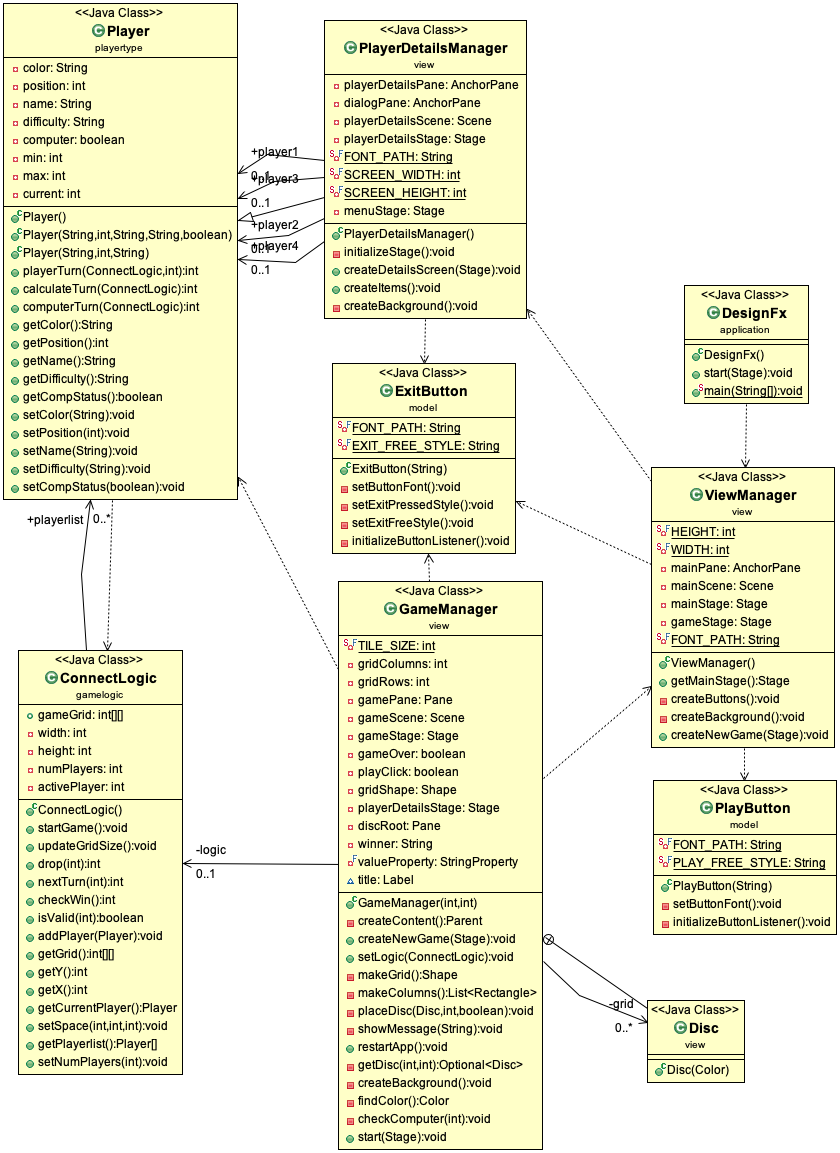 <<Java Class>>
Player
playertype
color: String
position: int
name: String
difficulty: String
computer: boolean
min: int
max: int
current: int
Player()
Player(String,int,String,String,boolean)
Player(String,int,String)
playerTurn(ConnectLogic,int):int
calculateTurn(ConnectLogic):int
computerTurn(ConnectLogic):int
getColor():String
getPosition():int
getName():String
getDifficulty():String
getCompStatus():boolean
setColor(String):void
setPosition(int):void
setName(String):void
setDifficulty(String):void
setCompStatus(boolean):void
<<Java Class>>
PlayerDetailsManager
view
playerDetailsPane: AnchorPane
dialogPane: AnchorPane
playerDetailsScene: Scene
playerDetailsStage: Stage
FONT_PATH: String
SCREEN_WIDTH: int
SCREEN_HEIGHT: int
menuStage: Stage
PlayerDetailsManager()
initializeStage():void
createDetailsScreen(Stage):void
createItems():void
createBackground():void
+player1
0..1
+player3
0..1
+player2
0..1
+player4
0..1
<<Java Class>>
DesignFx
application
DesignFx()
start(Stage):void
main(String[]):void
<<Java Class>>
ExitButton
model
FONT_PATH: String
EXIT_FREE_STYLE: String
ExitButton(String)
setButtonFont():void
setExitPressedStyle():void
setExitFreeStyle():void
initializeButtonListener():void
<<Java Class>>
ViewManager
view
HEIGHT: int
WIDTH: int
mainPane: AnchorPane
mainScene: Scene
mainStage: Stage
gameStage: Stage
FONT_PATH: String
ViewManager()
getMainStage():Stage
createButtons():void
createBackground():void
createNewGame(Stage):void
+playerlist
0..*
<<Java Class>>
ConnectLogic
gamelogic
gameGrid: int[][]
width: int
height: int
numPlayers: int
activePlayer: int
ConnectLogic()
startGame():void
updateGridSize():void
drop(int):int
nextTurn(int):int
checkWin():int
isValid(int):boolean
addPlayer(Player):void
getGrid():int[][]
getY():int
getX():int
getCurrentPlayer():Player
setSpace(int,int,int):void
getPlayerlist():Player[]
setNumPlayers(int):void
-logic
0..1
<<Java Class>>
GameManager
view
TILE_SIZE: int
gridColumns: int
gridRows: int
gamePane: Pane
gameScene: Scene
gameStage: Stage
gameOver: boolean
playClick: boolean
gridShape: Shape
playerDetailsStage: Stage
discRoot: Pane
winner: String
valueProperty: StringProperty
title: Label
GameManager(int,int)
createContent():Parent
createNewGame(Stage):void
setLogic(ConnectLogic):void
makeGrid():Shape
makeColumns():List<Rectangle>
placeDisc(Disc,int,boolean):void
showMessage(String):void
restartApp():void
getDisc(int,int):Optional<Disc>
createBackground():void
findColor():Color
checkComputer(int):void
start(Stage):void
<<Java Class>>
PlayButton
model
FONT_PATH: String
PLAY_FREE_STYLE: String
PlayButton(String)
setButtonFont():void
initializeButtonListener():void
-grid
0..*
<<Java Class>>
Disc
view
Disc(Color)